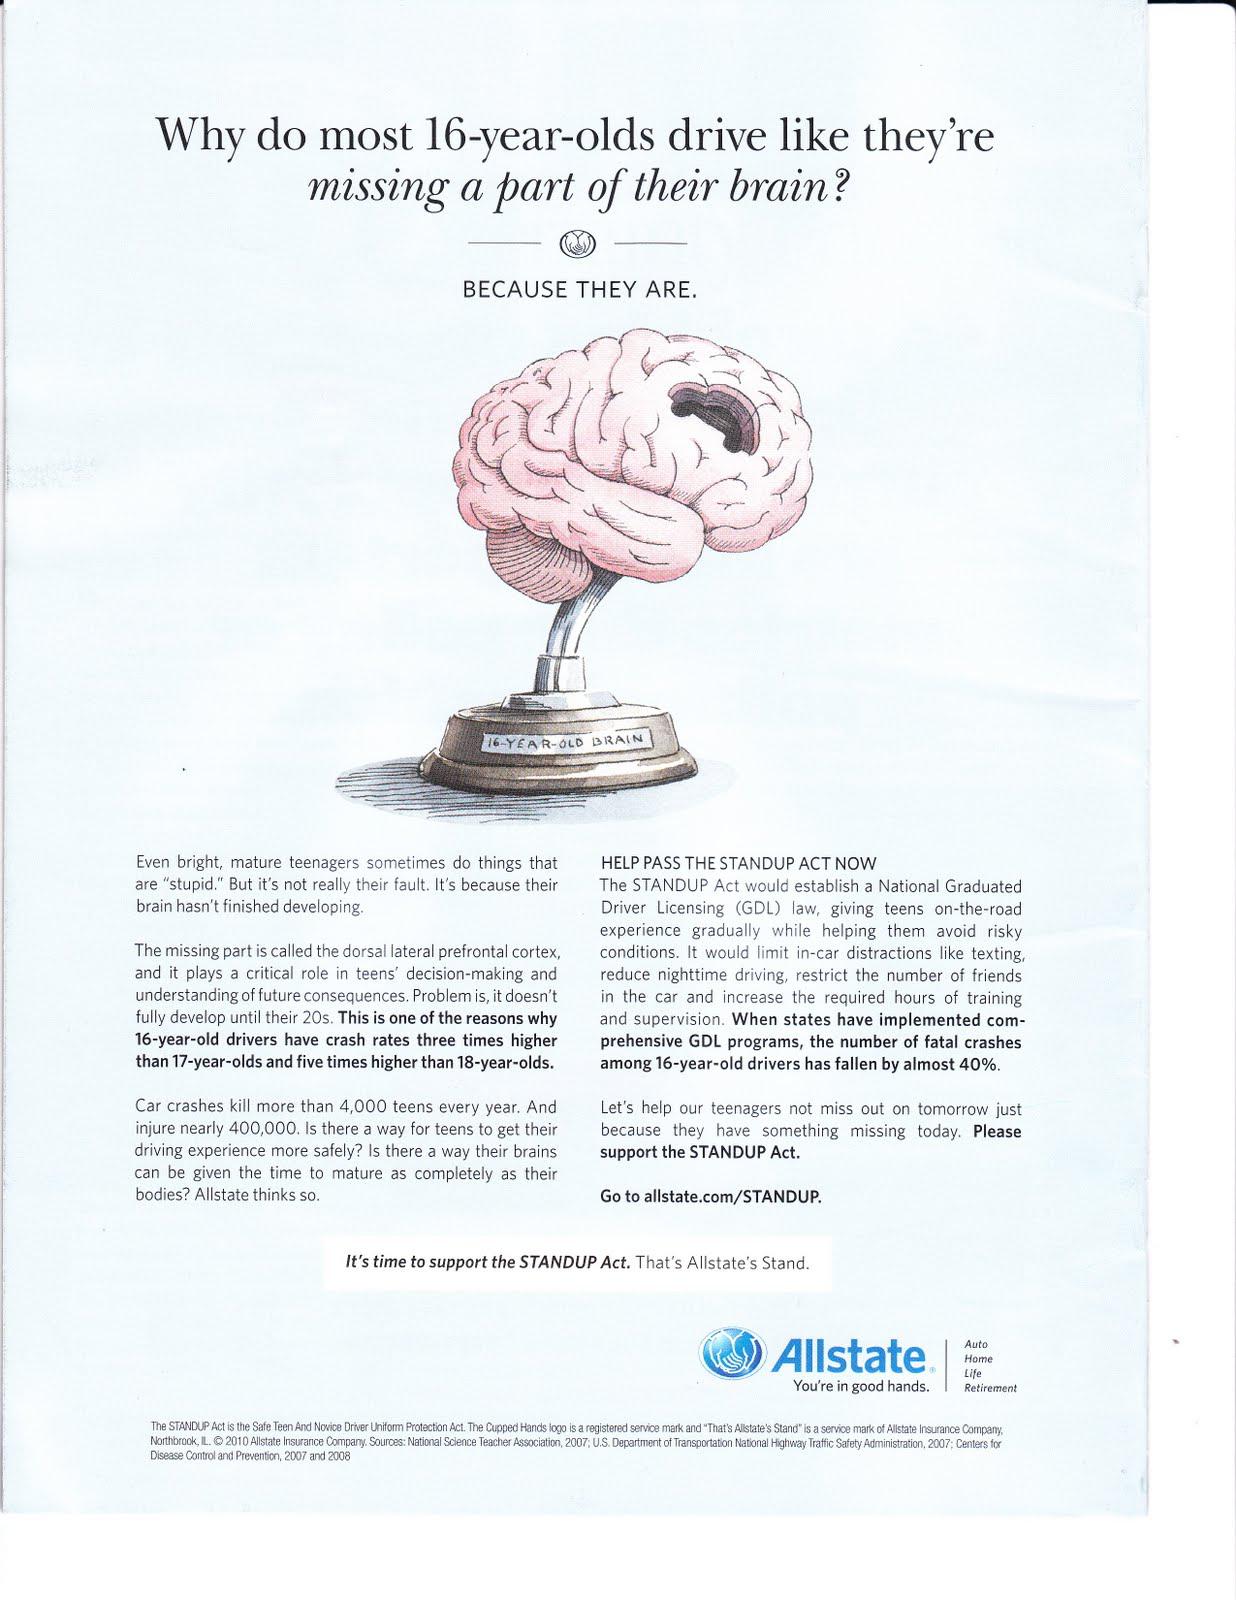 Why do most 16-year-olds drive like they're
missing a part of their brain?
BECAUSE THEY ARE.
16-YEAR-OLD BRAIN
Even bright, mature teenagers sometimes do things that
are “stupid.” But it's not really their fault. It's because their
brain hasn't finished developing.
The missing part is called the dorsal lateral prefrontal cortex,
and it plays a critical role in teens' decision-making and
understanding of future consequences. Problem is, it doesn't
fully develop until their 20s. This is one of the reasons why
16-year-old drivers have crash rates three times higher
than 17-year-olds and five times higher than 18-year-olds.
Car crashes kill more than 4,000 teens every year. And
injure nearly 400,000. Is there a way for teens to get their
driving experience more safely? Is there a way their brains
can be given the time to mature as completely as their
bodies? Allstate thinks so.
HELP PASS THE STANDUP ACT NOW
The STANDUP Act would establish a National Graduated
Driver Licensing (GDL) law, giving teens on-the-road
experience gradually while helping them avoid risky
conditions. It would limit in-car distractions like texting,
reduce nighttime driving, restrict the number of friends
in the car and increase the required hours of training
and supervision. When states have implemented com-
prehensive GDL programs, the number of fatal crashes
among 16-year-old drivers has fallen by almost 40%.
Let's help our teenagers not miss out on tomorrow just
because they have something missing today. Please
support the STANDUP Act.
Go to allstate.com/STANDUP.
It's time to support the STANDUP Act. That's Allstate's Stand.
Allstate®
You're in good hands.
Auto
Home
Life
Retirement
The STANDUP Act is the Safe Teen And Novice Driver Uniform Protection Act. The Cupped Hands logo is a registered service mark and “That's Allstate's Stand” is a service mark of Allstate Insurance Company,
Northbrook, IL. © 2010 Allstate Insurance Company. Sources: National Science Teacher Association, 2007; U.S. Department of Transportation National Highway Traffic Safety Administration, 2007; Centers for
Disease Control and Prevention, 2007 and 2008